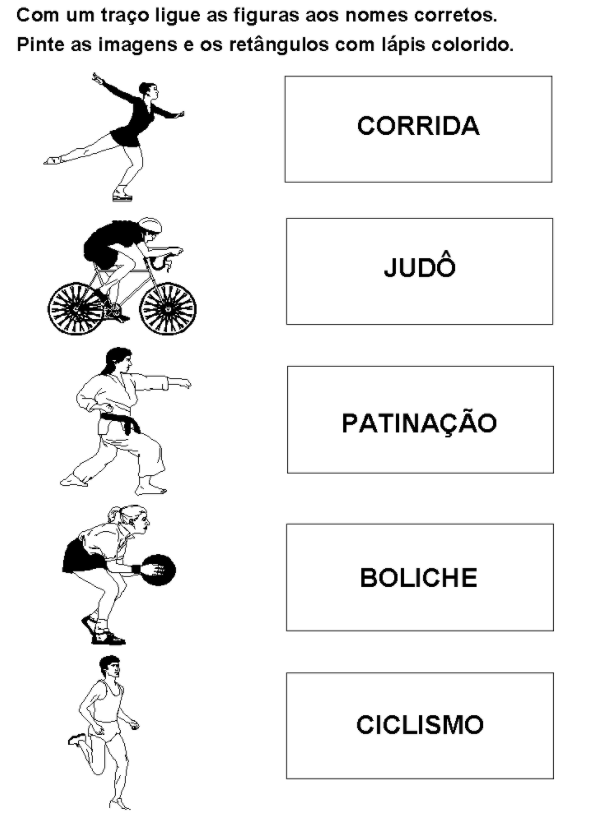 Com um traço ligue as figuras aos nomes corretos.
Pinte as imagens e os retângulos com lápis colorido.
CORRIDA
JUDÔ
PATINAÇÃO
BOLICHE
CICLISMO